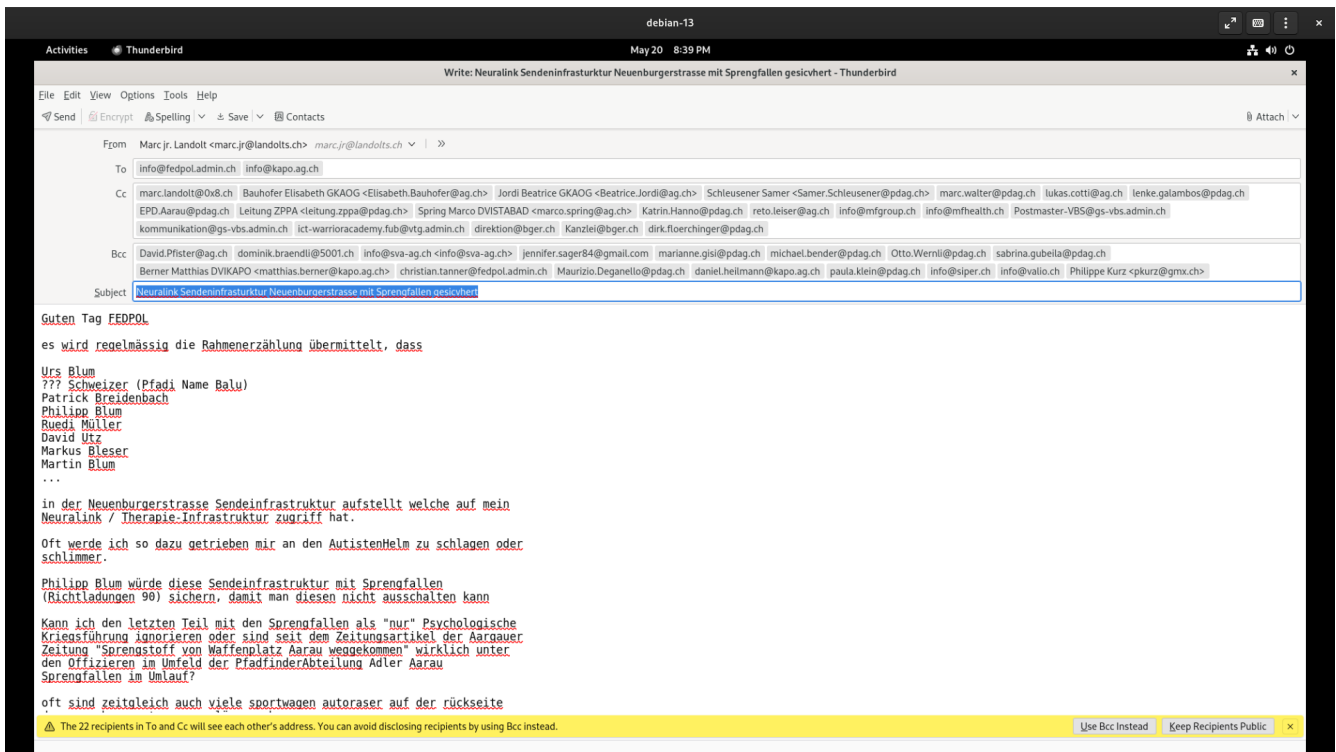 debian-13
Activities Thunderbird May 20 8:39 PM
Write: Neuralink Sendeninfrasturktur Neuenburgerstrasse mit Sprengfallen gesicvhert - Thunderbird
File Edit View Options Tools Help
Send Encrypt Spelling Save Contacts Attach
From Marc jr. Landolt <marc.jr@landolts.ch> marc.jr@landolts.ch
To info@fedpol.admin.ch info@kapo.ag.ch
Cc marc.landolt@0x8.ch Bauhofer Elisabeth GKAOG <Elisabeth.Bauhofer@ag.ch> Jordi Beatrice GKAOG <Beatrice.Jordi@ag.ch> Schleusener Samer <Samer.Schleusener@pdag.ch> marc.walter@pdag.ch lukas.cotti@ag.ch lenke.galambos@pdag.ch
EPD.Aarau@pdag.ch Leitung ZPPA <leitung.zppa@pdag.ch> Spring Marco DVISTABAD <marco.spring@ag.ch> Katrin.Hanno@pdag.ch reto.leiser@ag.ch info@mfgroup.ch info@mfhealth.ch Postmaster-VBS@gs-vbs.admin.ch
kommunikation@gs-vbs.admin.ch ict-warrioracademy.fub@vtg.admin.ch direktion@bger.ch Kanzlei@bger.ch dirk.floerchinger@pdag.ch
Bcc David.Pfister@ag.ch dominik.braendli@5001.ch info@sva-ag.ch <info@sva-ag.ch> jennifer.sager84@gmail.com marianne.gisi@pdag.ch michael.bender@pdag.ch Otto.Wernli@pdag.ch sabrina.gubeila@pdag.ch
Berner Matthias DVIKAPO <matthias.berner@kapo.ag.ch> christian.tanner@fedpol.admin.ch Maurizio.Deganello@pdag.ch daniel.heilmann@kapo.ag.ch paula.klein@pdag.ch info@siper.ch info@valio.ch Philippe Kurz <pkurz@gmx.ch>
Subject Neuralink Sendeninfrasturktur Neuenburgerstrasse mit Sprengfallen gesicvhert
Guten Tag FEDPOL
es wird regelmässig die Rahmenerzählung übermittelt, dass
Urs Blum
??? Schweizer (Pfadi Name Balu)
Patrick Breidenbach
Philipp Blum
Ruedi Müller
David Utz
Markus Bleser
Martin Blum
...
in der Neuenburgerstrasse Sendeinfrastruktur aufstellt welche auf mein
Neuralink / Therapie-Infrastruktur zugriff hat.
Oft werde ich so dazu getrieben mir an den AutistenHelm zu schlagen oder
schlimmer.
Philipp Blum würde diese Sendeinfrastruktur mit Sprengfallen
(Richtladungen 90) sichern, damit man diesen nicht ausschalten kann
Kann ich den letzten Teil mit den Sprengfallen als "nur" Psychologische
Kriegsführung ignorieren oder sind seit dem Zeitungsartikel der Aargauer
Zeitung "Sprengstoff von Waffenplatz Aarau weggekommen" wirklich unter
den Offizieren im Umfeld der PfadfinderAbteilung Adler Aarau
Sprengfallen im Umlauf?
oft sind zeitgleich auch viele sportwagen autoraser auf der rückseite
The 22 recipients in To and Cc will see each other's address. You can avoid disclosing recipients by using Bcc instead. Use Bcc Instead Keep Recipients Public